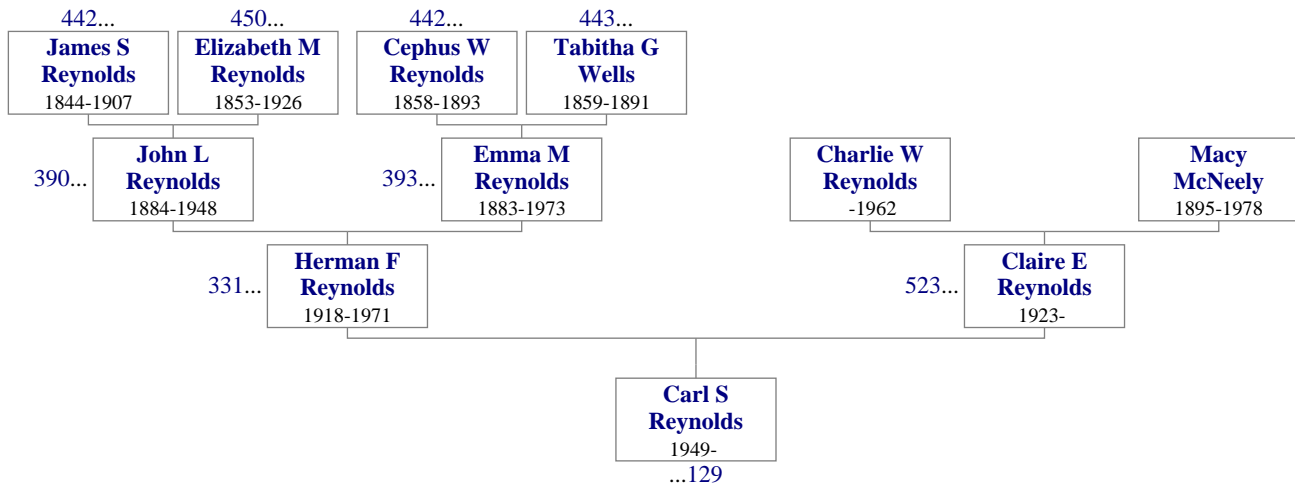 442...
450...
442...
443...
James S
Reynolds
1844-1907
Elizabeth M
Reynolds
1853-1926
Cephus W
Reynolds
1858-1893
Tabitha G
Wells
1859-1891
390...
John L
Reynolds
1884-1948
393...
Emma M
Reynolds
1883-1973
Charlie W
Reynolds
-1962
Macy
McNeely
1895-1978
331...
Herman F
Reynolds
1918-1971
523...
Claire E
Reynolds
1923-
Carl S
Reynolds
1949-
...129